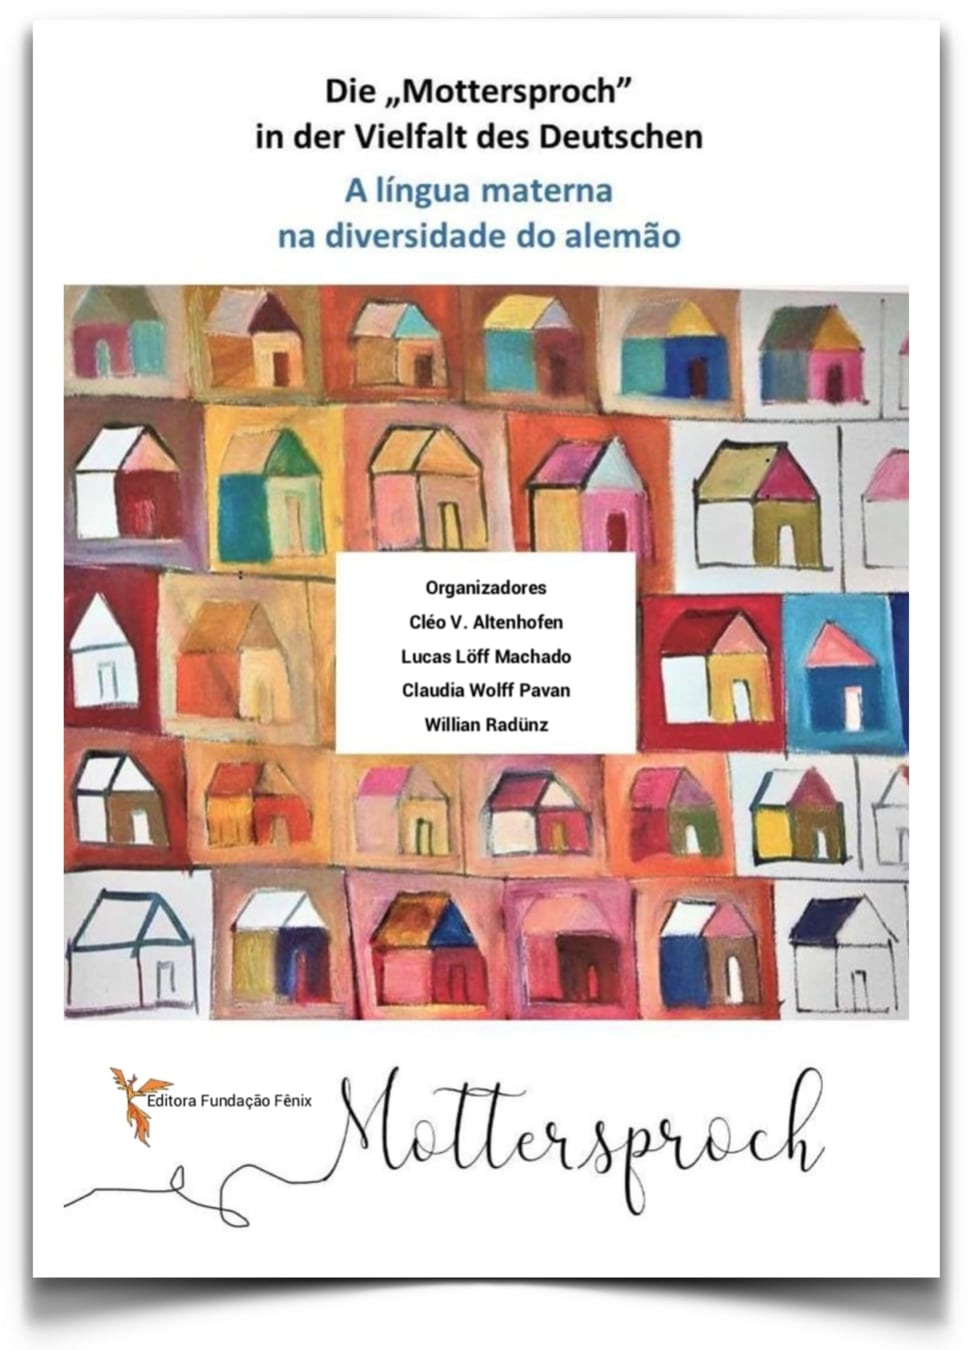 Die „Mottersproch”
in der Vielfalt des Deutschen
A língua materna
na diversidade do alemão
Organizadores
Cléo V. Altenhofen
Lucas Löff Machado
Claudia Wolff Pavan
Willian Radünz
Editora Fundação Fênix
Mottersproch